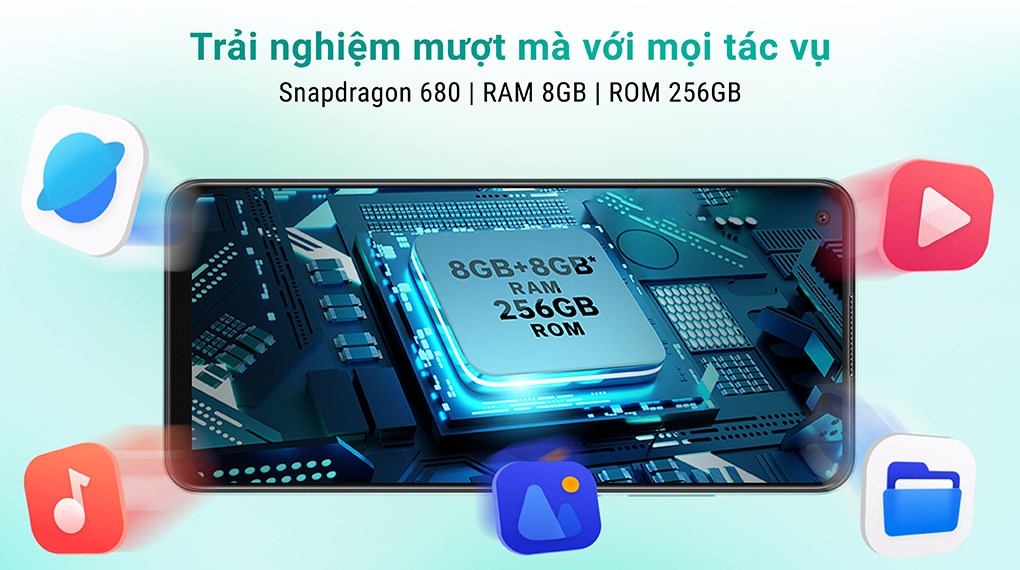 Trải nghiệm mượt mà với mọi tác vụ
Snapdragon 680 | RAM 8GB | ROM 256GB
8GB+8GB*
RAM
256GB
ROM